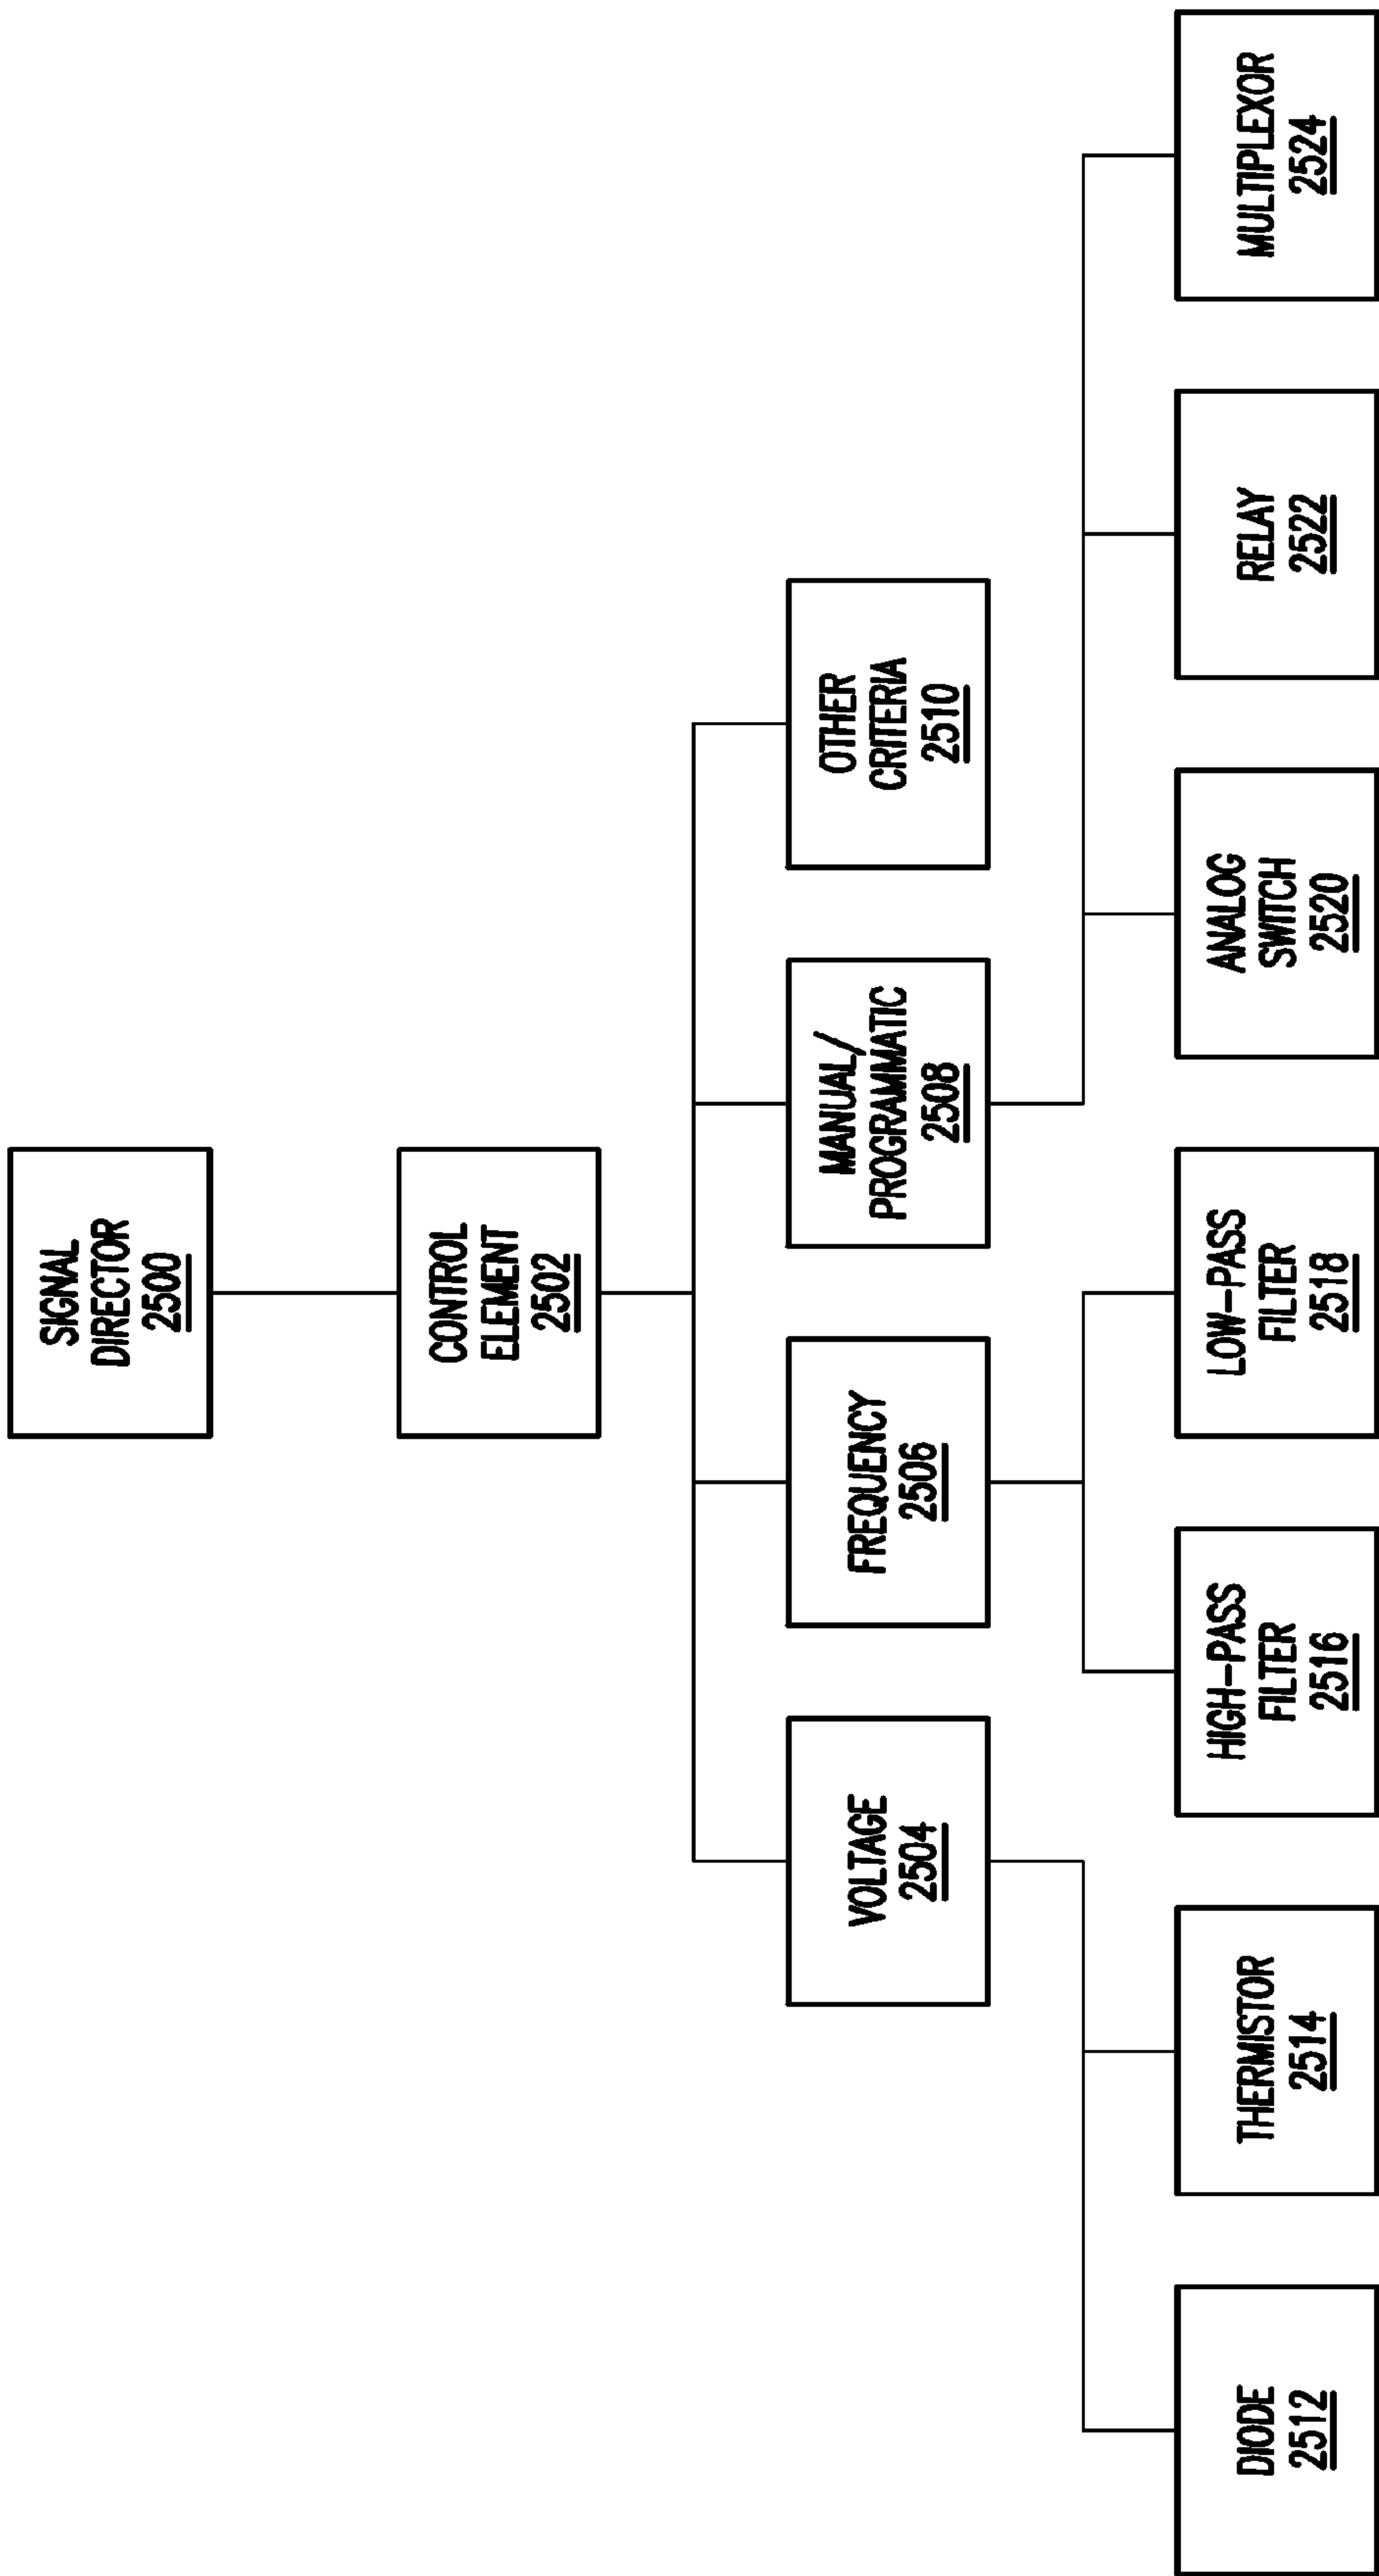 SIGNAL
DIRECTOR
2500
CONTROL
ELEMENT
2502
VOLTAGE
2504
FREQUENCY
2506
MANUAL/
PROGRAMMATIC
2508
OTHER
CRITERIA
2510
DIODE
2512
THERMISTOR
2514
HIGH-PASS
FILTER
2516
LOW-PASS
FILTER
2518
ANALOG
SWITCH
2520
RELAY
2522
MULTIPLEXOR
2524